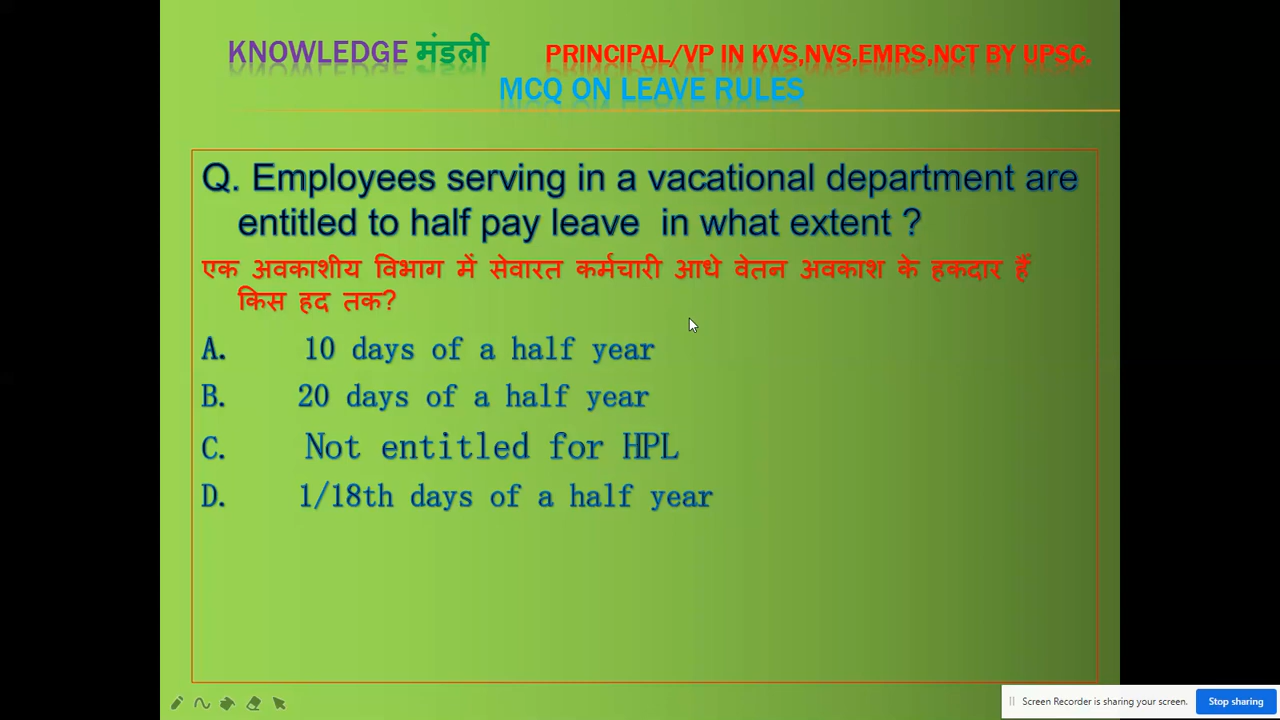 KNOWLEDGE मंडली PRINCIPAL/VP IN KVS,NVS,EMRS,NCT BY UPSC.
MCQ ON LEAVE RULES
Q. Employees serving in a vacational department are
entitled to half pay leave in what extent ?
एक अवकाशीय विभाग में सेवारत कर्मचारी आधे वेतन अवकाश के हकदार हैं
किस हद तक?
A. 10 days of a half year
B. 20 days of a half year
C. Not entitled for HPL
D. 1/18th days of a half year
Screen Recorder is sharing your screen. Stop sharing